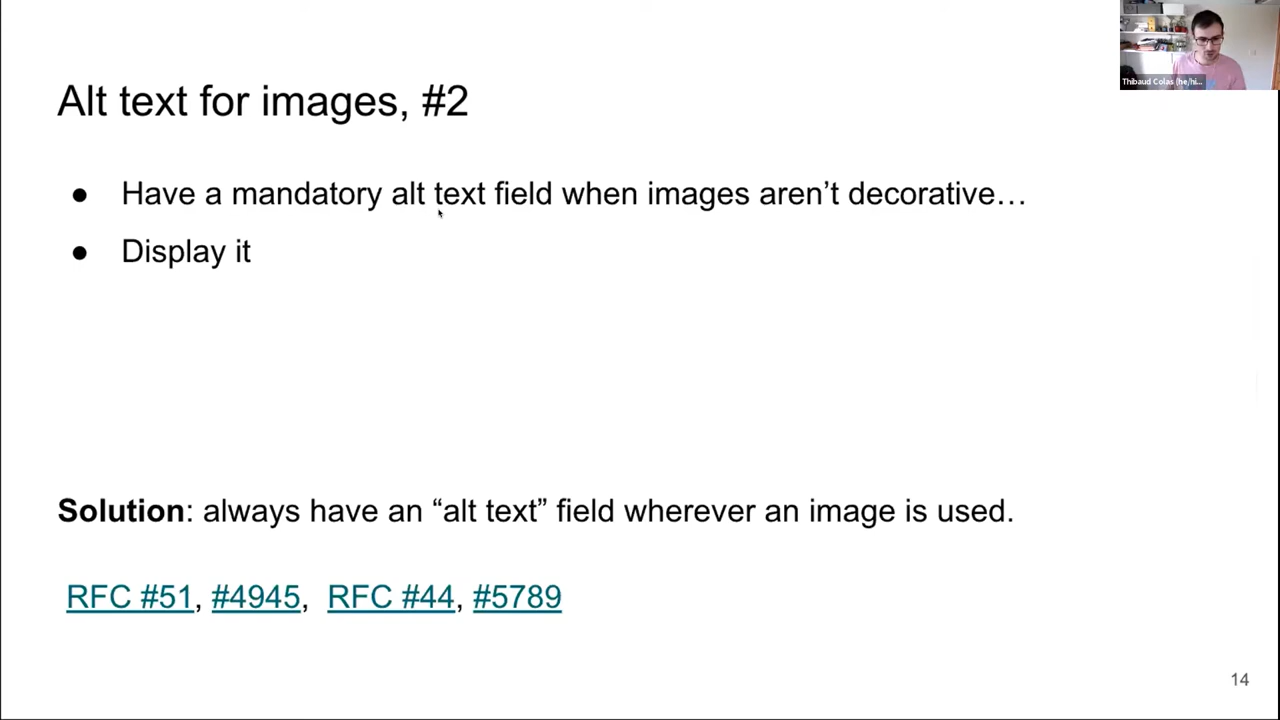 Thibaud Colas (he/hi...
Alt text for images, #2
● Have a mandatory alt text field when images aren’t decorative…
● Display it
Solution: always have an “alt text” field wherever an image is used.
RFC #51, #4945, RFC #44, #5789
14